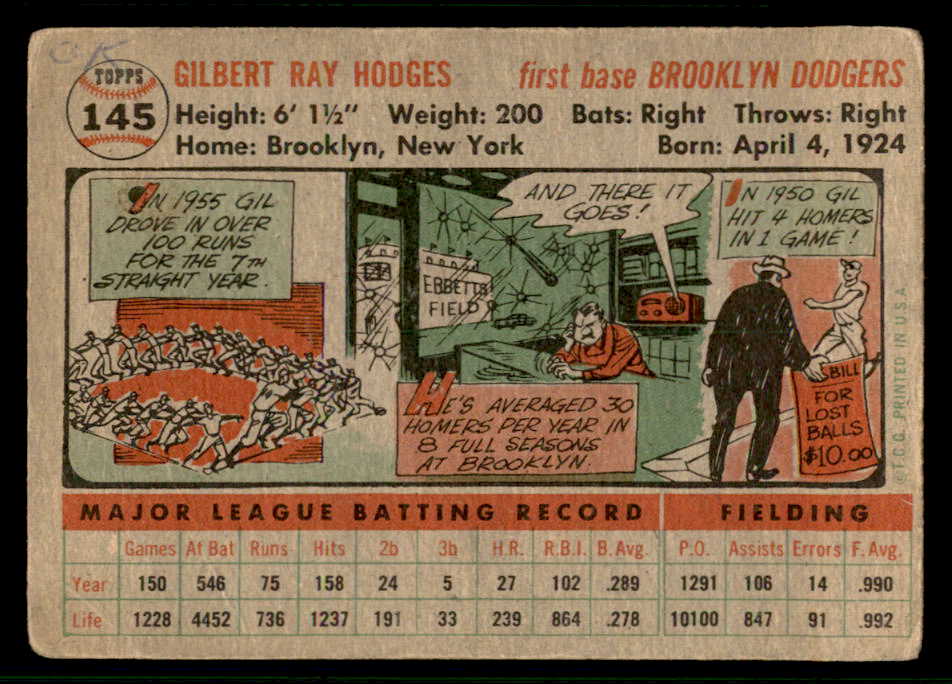 OK
TOPPS
145
GILBERT RAY HODGES first base BROOKLYN DODGERS
Height: 6' 1½" Weight: 200 Bats: Right Throws: Right
Home: Brooklyn, New York Born: April 4, 1924
IN 1955 GIL
DROVE IN OVER
100 RUNS
FOR THE 7TH
STRAIGHT YEAR.
EBBETTS
FIELD
AND THERE IT
GOES!
HE'S AVERAGED 30
HOMERS PER YEAR IN
8 FULL SEASONS
AT BROOKLYN.
IN 1950 GIL
HIT 4 HOMERS
IN 1 GAME!
BILL
FOR
LOST
BALLS
$10.00
©T.C.G. PRINTED IN U.S.A.
MAJOR LEAGUE BATTING RECORD FIELDING
Games At Bat Runs Hits 2b 3b H.R. R.B.I. B. Avg. P.O. Assists Errors F. Avg.
Year 150 546 75 158 24 5 27 102 .289 1291 106 14 .990
Life 1228 4452 736 1237 191 33 239 864 .278 10100 847 91 .992